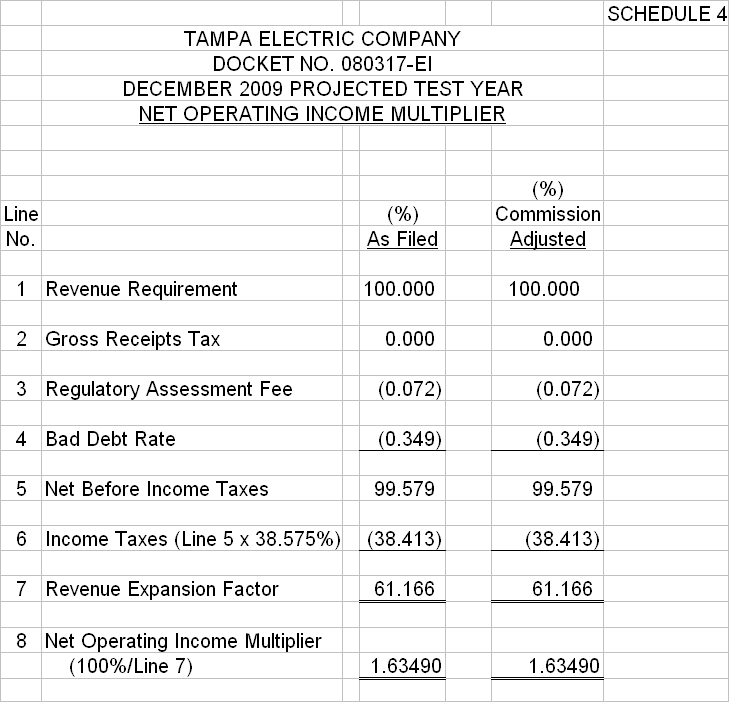 SCHEDULE 4
TAMPA ELECTRIC COMPANY
DOCKET NO. 080317-EI
DECEMBER 2009 PROJECTED TEST YEAR
NET OPERATING INCOME MULTIPLIER
(%)
Line (%) Commission
No. As Filed Adjusted
1 Revenue Requirement 100.000 100.000
2 Gross Receipts Tax 0.000 0.000
3 Regulatory Assessment Fee (0.072) (0.072)
4 Bad Debt Rate (0.349) (0.349)
5 Net Before Income Taxes 99.579 99.579
6 Income Taxes (Line 5 x 38.575%) (38.413) (38.413)
7 Revenue Expansion Factor 61.166 61.166
8 Net Operating Income Multiplier
(100%/Line 7) 1.63490 1.63490